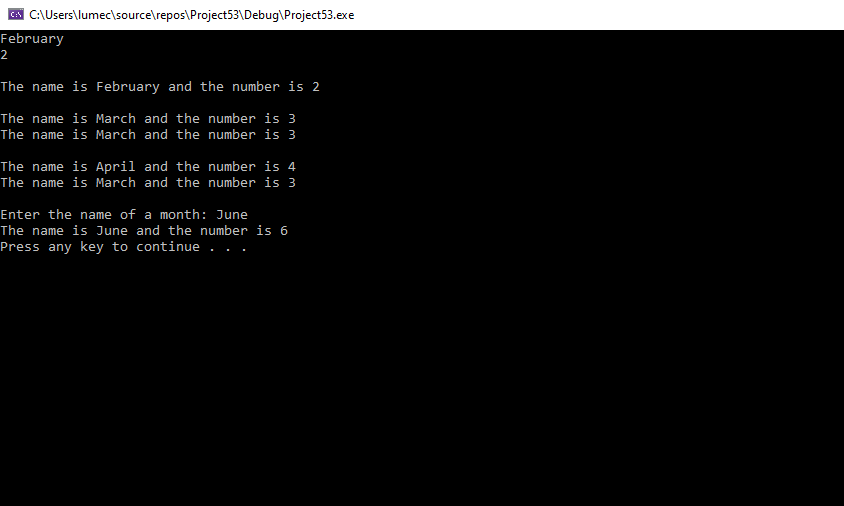 C:\Users\lumec\source\repos\Project53\Debug\Project53.exe
February
2
The name is February and the number is 2
The name is March and the number is 3
The name is March and the number is 3
The name is April and the number is 4
The name is March and the number is 3
Enter the name of a month: June
The name is June and the number is 6
Press any key to continue . . .